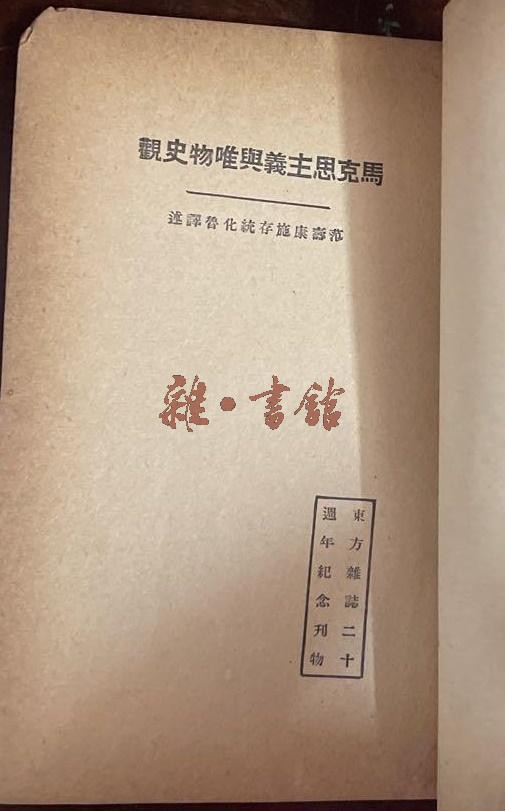 馬克思主義與唯物史觀
范壽康施存統化魯譯述
雜•書館
東方雜誌二十
週年紀念刊物